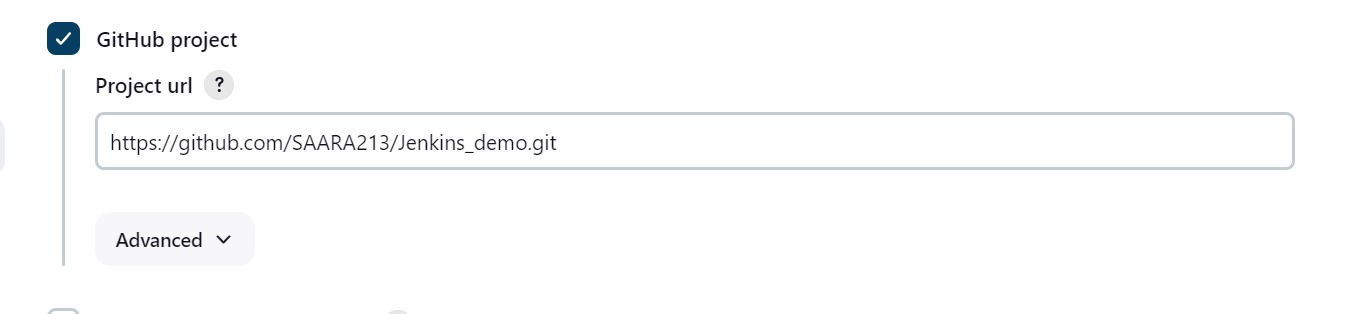 GitHub project
Project url ?
https://github.com/SAARA213/Jenkins_demo.git
Advanced